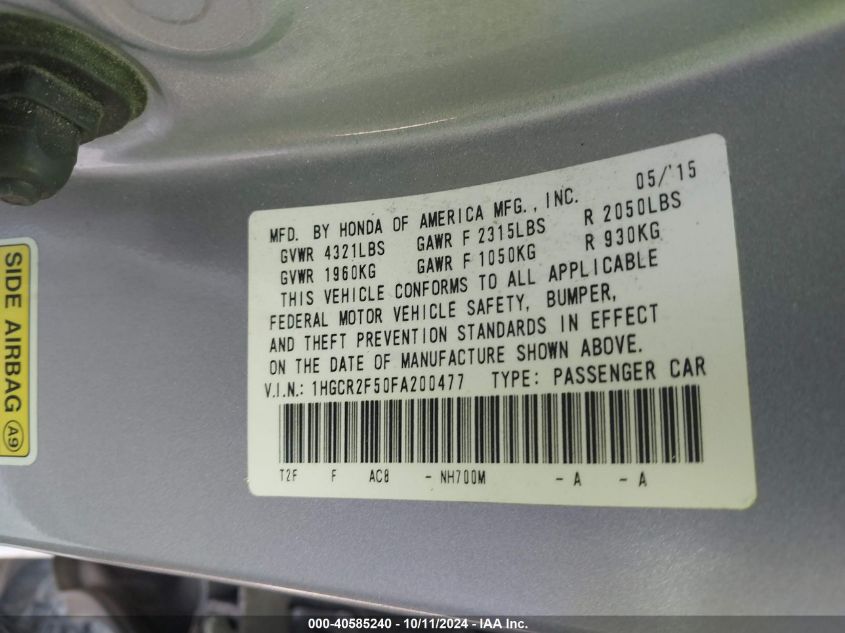 05/'15
MFD. BY HONDA OF AMERICA MFG., INC.
GVWR 4321LBS GAWR F 2315LBS R 2050LBS
GVWR 1960KG GAWR F 1050KG R 930KG
THIS VEHICLE CONFORMS TO ALL APPLICABLE
FEDERAL MOTOR VEHICLE SAFETY, BUMPER,
AND THEFT PREVENTION STANDARDS IN EFFECT
ON THE DATE OF MANUFACTURE SHOWN ABOVE.
V.I.N.: 1HGCR2F50FA200477 TYPE: PASSENGER CAR
T2F F AC8 - NH700M - A - A
SIDE AIRBAG A9
000-40585240 - 10/11/2024 - IAA Inc.